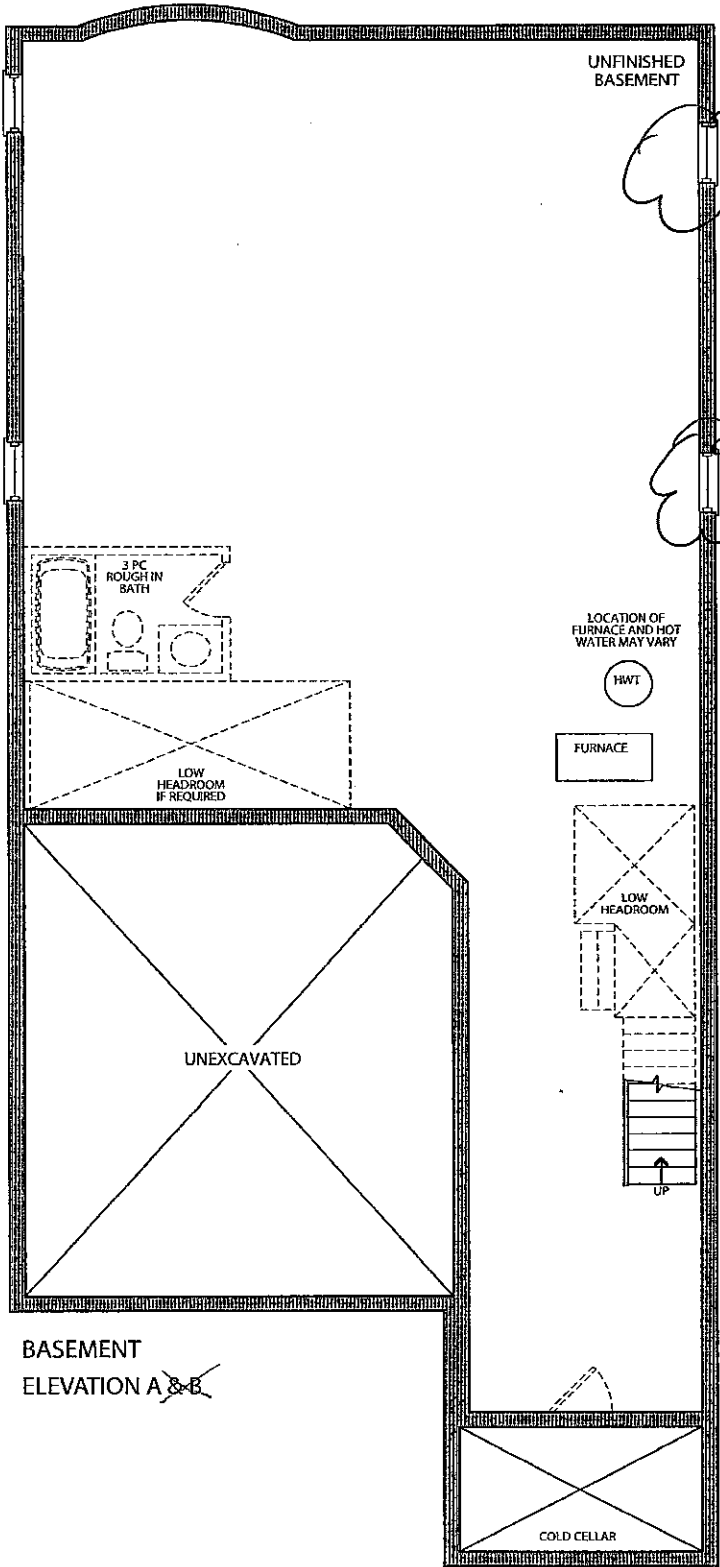 UNFINISHED
BASEMENT
3 PC
ROUGH IN
BATH
LOCATION OF
FURNACE AND HOT
WATER MAY VARY
HWT
FURNACE
LOW
HEADROOM
IF REQUIRED
LOW
HEADROOM
UNEXCAVATED
UP
BASEMENT
ELEVATION A & B
COLD CELLAR